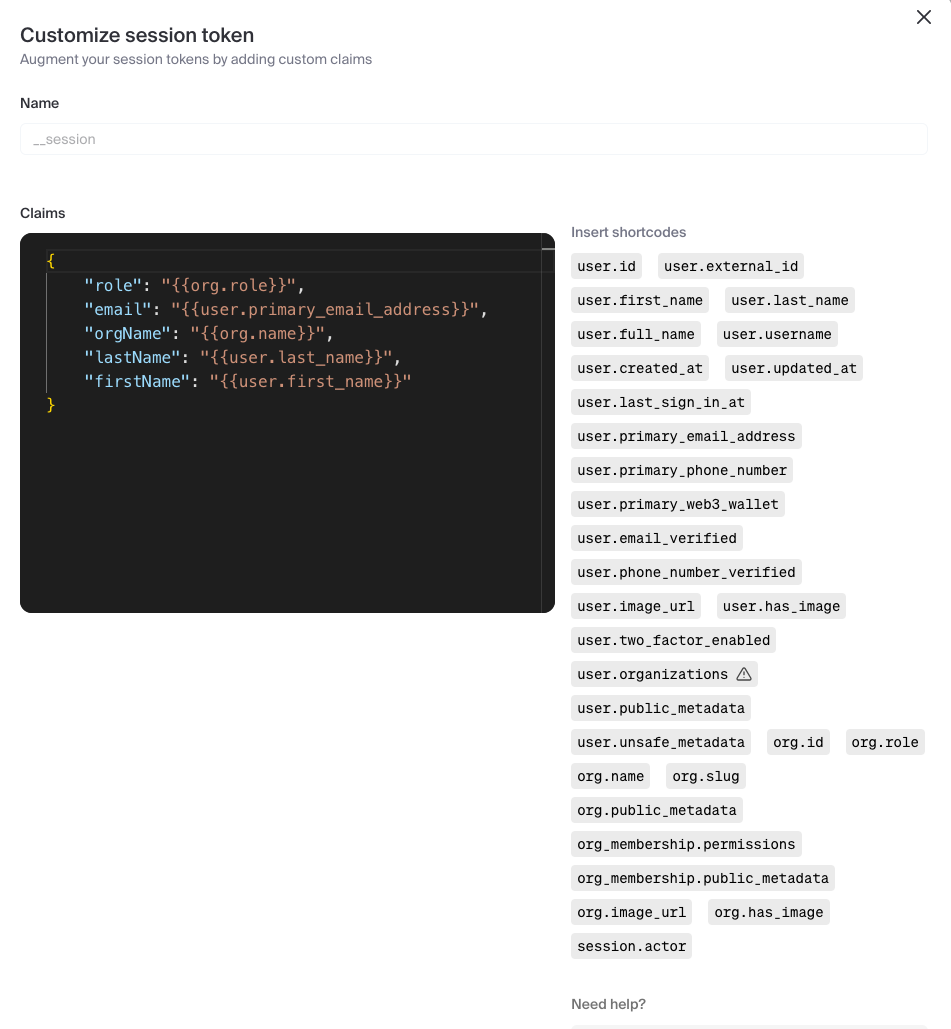 Customize session token
Augment your session tokens by adding custom claims
Name
__session
Claims
{
"role": "{{org.role}}",
"email": "{{user.primary_email_address}}",
"orgName": "{{org.name}}",
"lastName": "{{user.last_name}}",
"firstName": "{{user.first_name}}"
}
Insert shortcodes
user.id user.external_id
user.first_name user.last_name
user.full_name user.username
user.created_at user.updated_at
user.last_sign_in_at
user.primary_email_address
user.primary_phone_number
user.primary_web3_wallet
user.email_verified
user.phone_number_verified
user.image_url user.has_image
user.two_factor_enabled
user.organizations
user.public_metadata
user.unsafe_metadata org.id org.role
org.name org.slug
org.public_metadata
org_membership.permissions
org_membership.public_metadata
org.image_url org.has_image
session.actor
Need help?